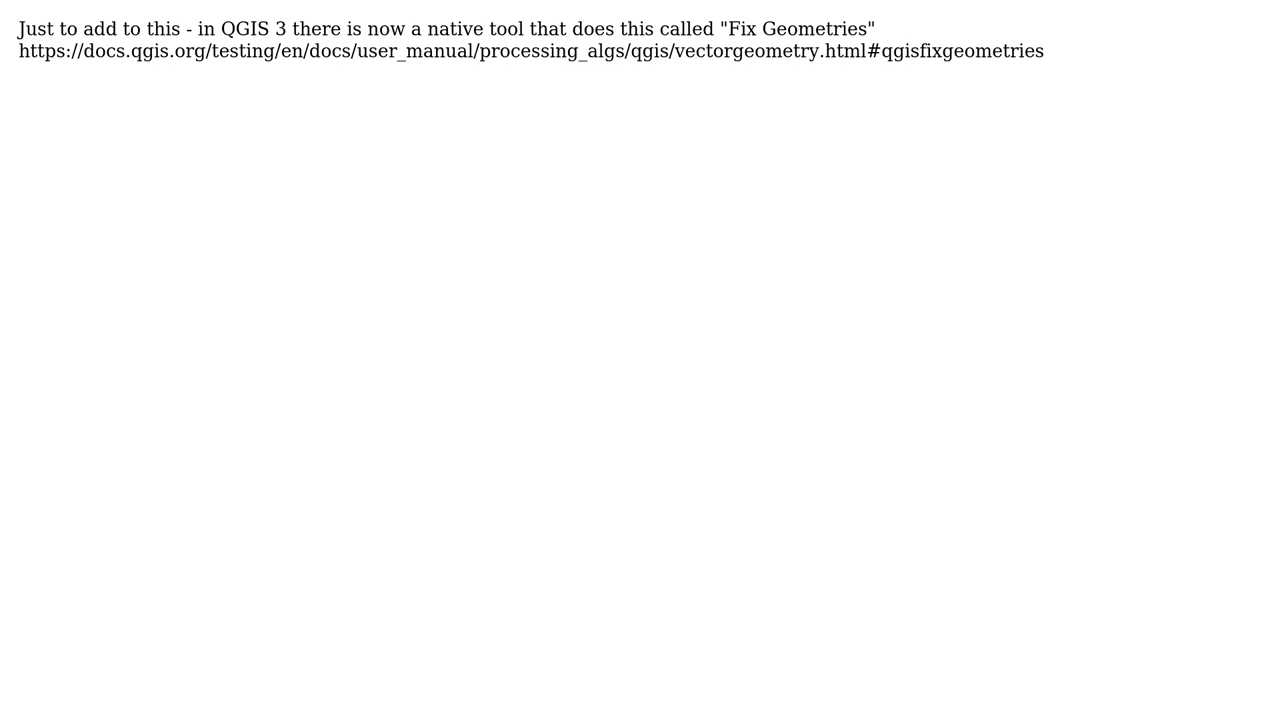 Just to add to this - in QGIS 3 there is now a native tool that does this called "Fix Geometries"
https://docs.qgis.org/testing/en/docs/user_manual/processing_algs/qgis/vectorgeometry.html#qgisfixgeometries